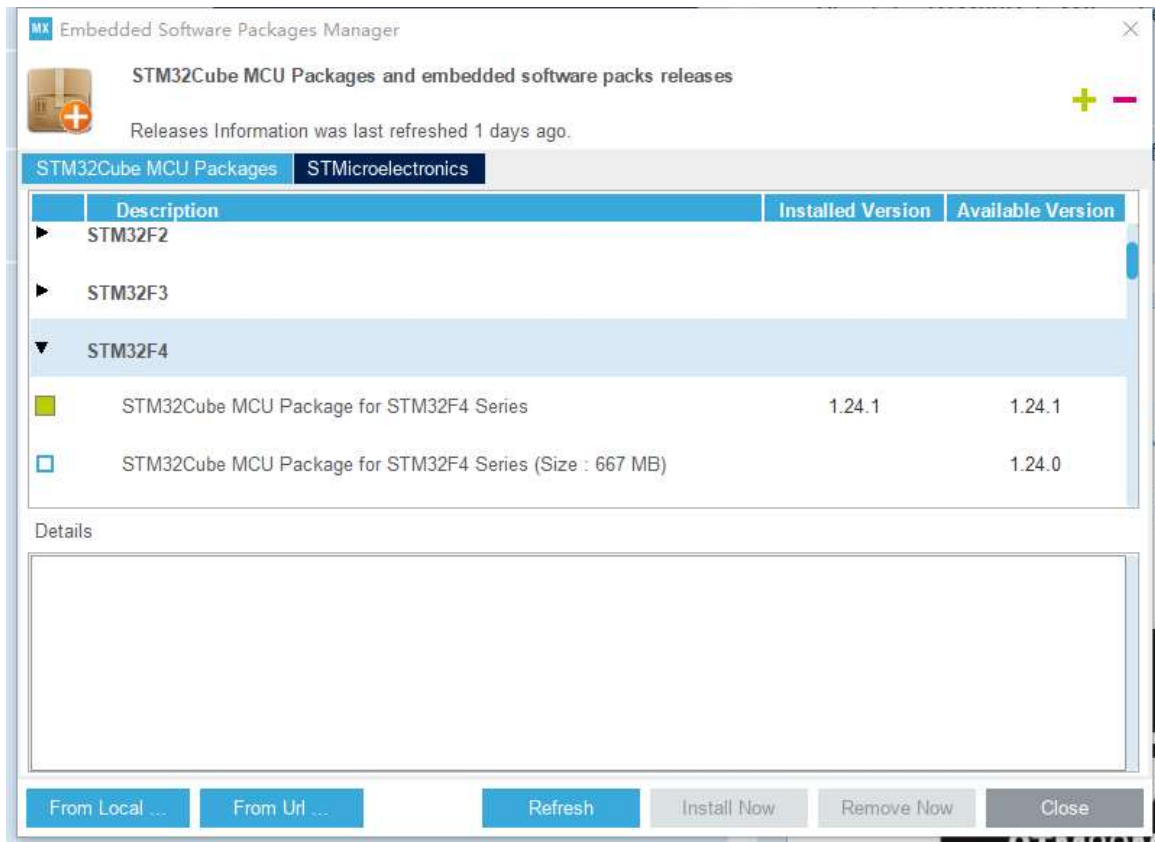 MX Embedded Software Packages Manager
STM32Cube MCU Packages and embedded software packs releases
Releases Information was last refreshed 1 days ago.
STM32Cube MCU Packages STMicroelectronics
Description Installed Version Available Version
STM32F2
STM32F3
STM32F4
STM32Cube MCU Package for STM32F4 Series 1.24.1 1.24.1
STM32Cube MCU Package for STM32F4 Series (Size : 667 MB) 1.24.0
Details
From Local ... From Url ... Refresh Install Now Remove Now Close